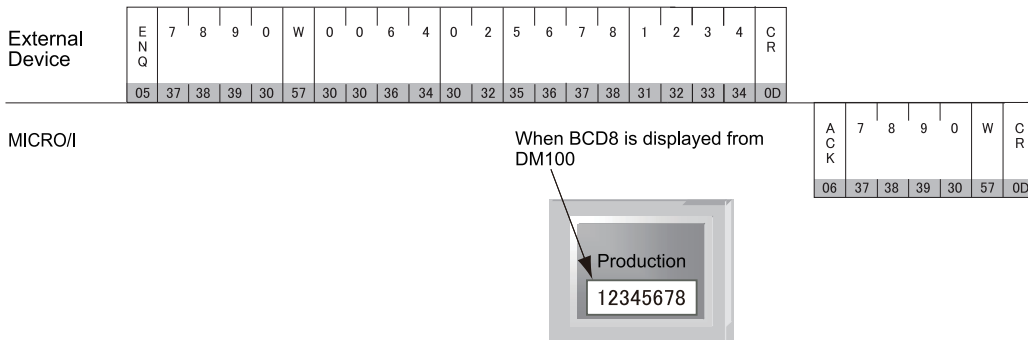 External Device
E N Q 7 8 9 0 W 0 0 6 4 0 2 5 6 7 8 1 2 3 4 C R
05 37 38 39 30 57 30 30 36 34 30 32 35 36 37 38 31 32 33 34 0D
MICRO/I
A C K 7 8 9 0 W C R
06 37 38 39 30 57 0D
When BCD8 is displayed from
DM100
Production
12345678